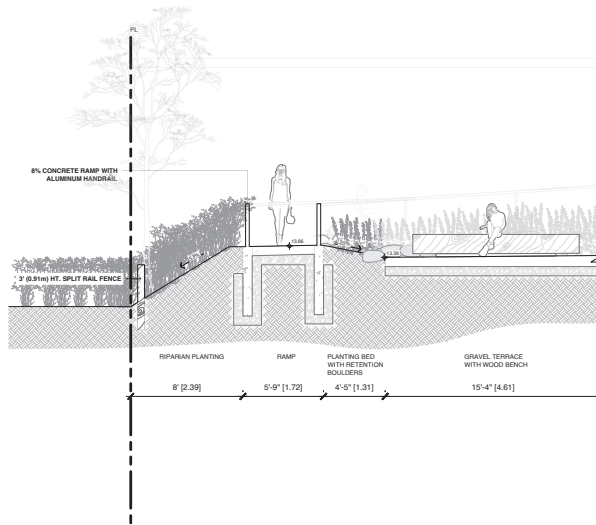 PL
8% CONCRETE RAMP WITH
ALUMINUM HANDRAIL
13.66
13.39
3' (0.91m) HT. SPLIT RAIL FENCE
RIPARIAN PLANTING
RAMP
PLANTING BED
WITH RETENTION
BOULDERS
GRAVEL TERRACE
WITH WOOD BENCH
8' [2.39]
5'-9" [1.72]
4'-5" [1.31]
15'-4" [4.61]